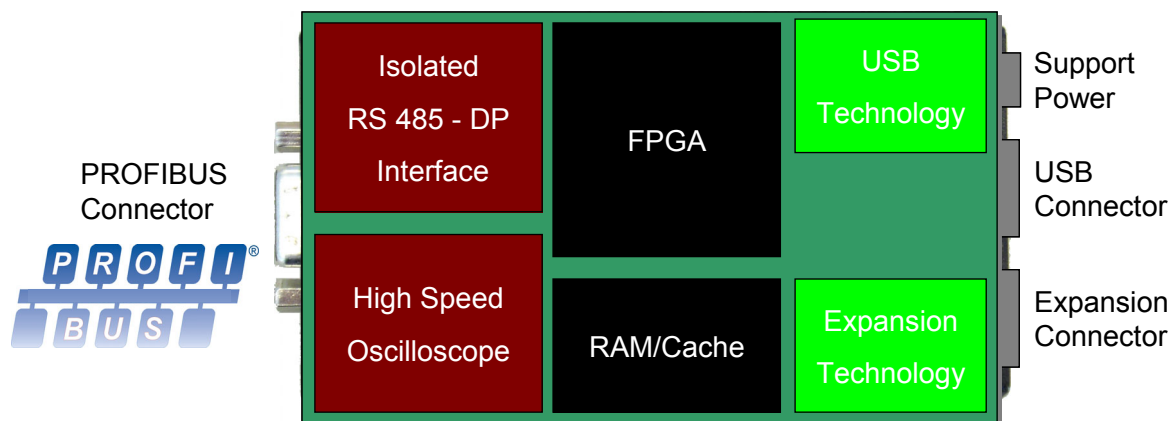 PROFIBUS
Connector
PROFI®
BUS
Isolated
RS 485 - DP
Interface
High Speed
Oscilloscope
FPGA
RAM/Cache
USB
Technology
Expansion
Technology
Support
Power
USB
Connector
Expansion
Connector